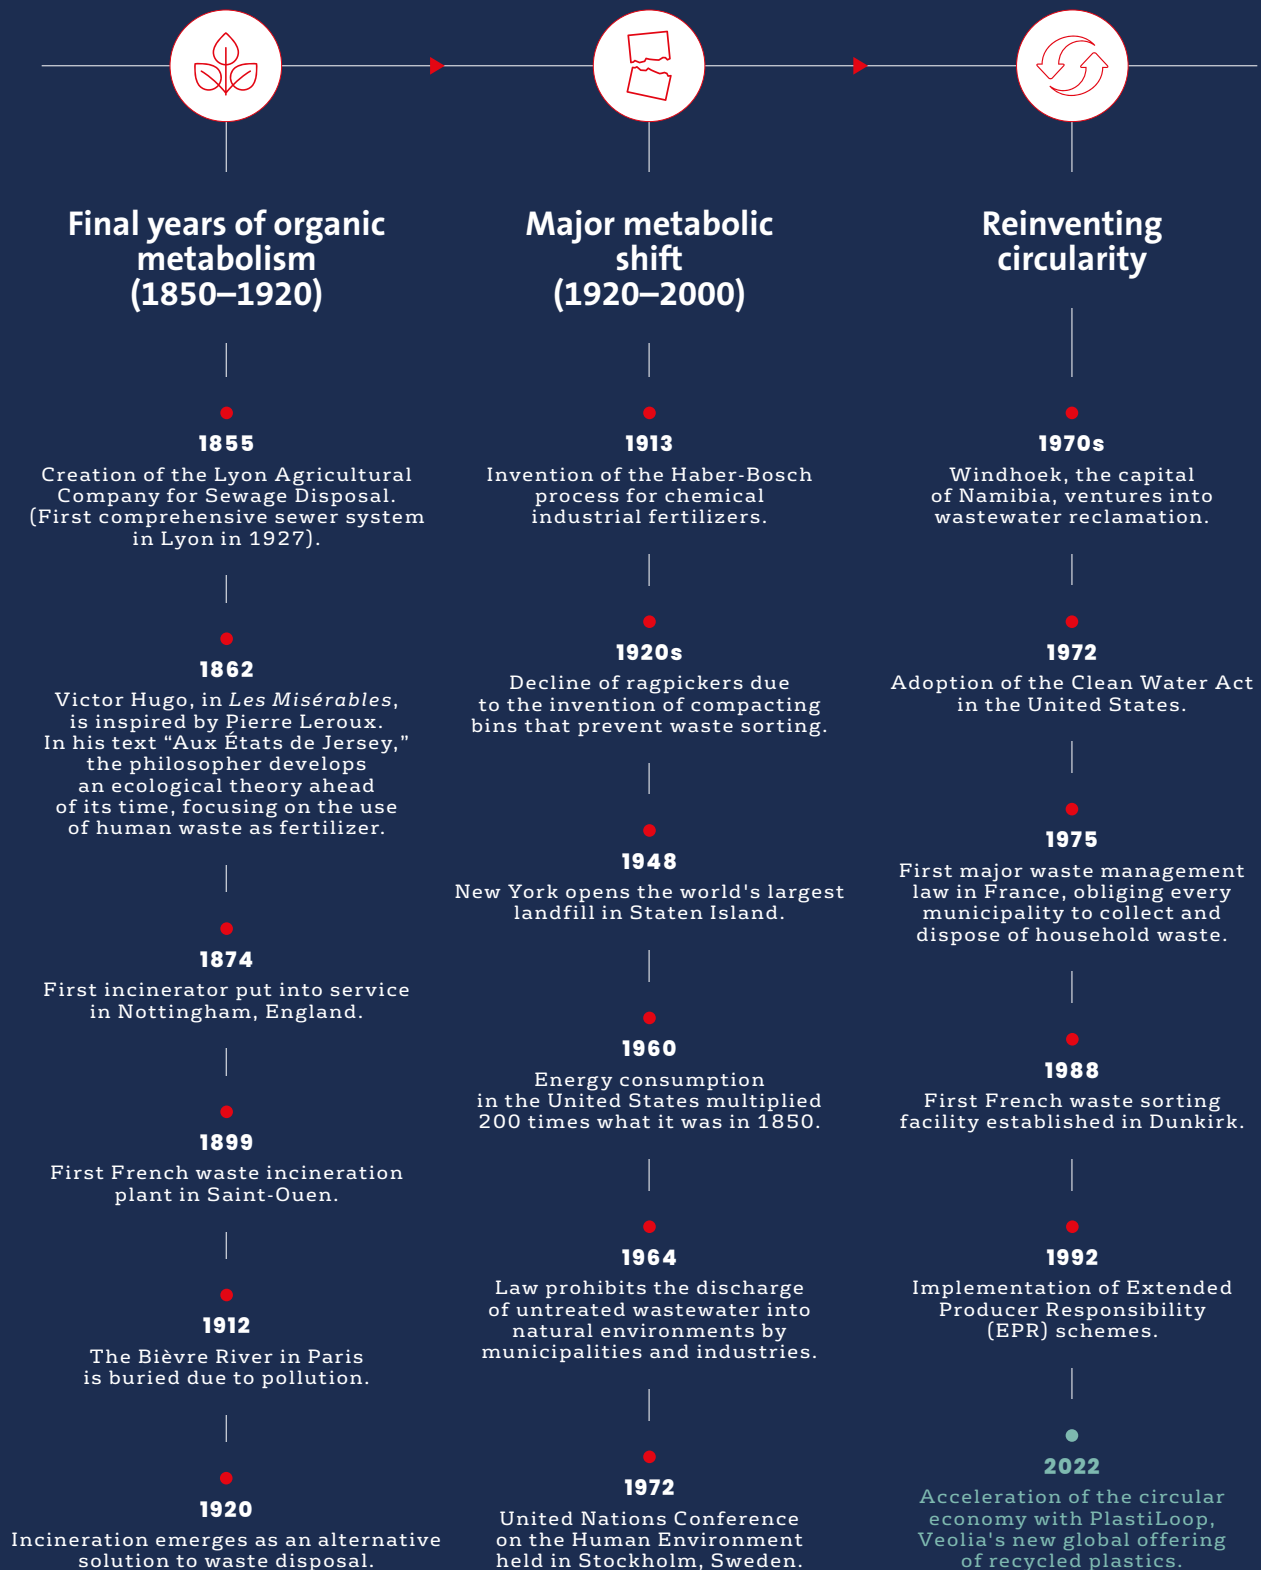 Final years of organic
metabolism
(1850–1920)
1855
Creation of the Lyon Agricultural
Company for Sewage Disposal.
(First comprehensive sewer system
in Lyon in 1927).
1862
Victor Hugo, in Les Misérables,
is inspired by Pierre Leroux.
In his text “Aux États de Jersey,”
the philosopher develops
an ecological theory ahead
of its time, focusing on the use
of human waste as fertilizer.
1874
First incinerator put into service
in Nottingham, England.
1899
First French waste incineration
plant in Saint-Ouen.
1912
The Bièvre River in Paris
is buried due to pollution.
1920
Incineration emerges as an alternative
solution to waste disposal.
Major metabolic
shift
(1920–2000)
1913
Invention of the Haber-Bosch
process for chemical
industrial fertilizers.
1920s
Decline of ragpickers due
to the invention of compacting
bins that prevent waste sorting.
1948
New York opens the world's largest
landfill in Staten Island.
1960
Energy consumption
in the United States multiplied
200 times what it was in 1850.
1964
Law prohibits the discharge
of untreated wastewater into
natural environments by
municipalities and industries.
1972
United Nations Conference
on the Human Environment
held in Stockholm, Sweden.
Reinventing
circularity
1970s
Windhoek, the capital
of Namibia, ventures into
wastewater reclamation.
1972
Adoption of the Clean Water Act
in the United States.
1975
First major waste management
law in France, obliging every
municipality to collect and
dispose of household waste.
1988
First French waste sorting
facility established in Dunkirk.
1992
Implementation of Extended
Producer Responsibility
(EPR) schemes.
2022
Acceleration of the circular
economy with PlastiLoop,
Veolia's new global offering
of recycled plastics.